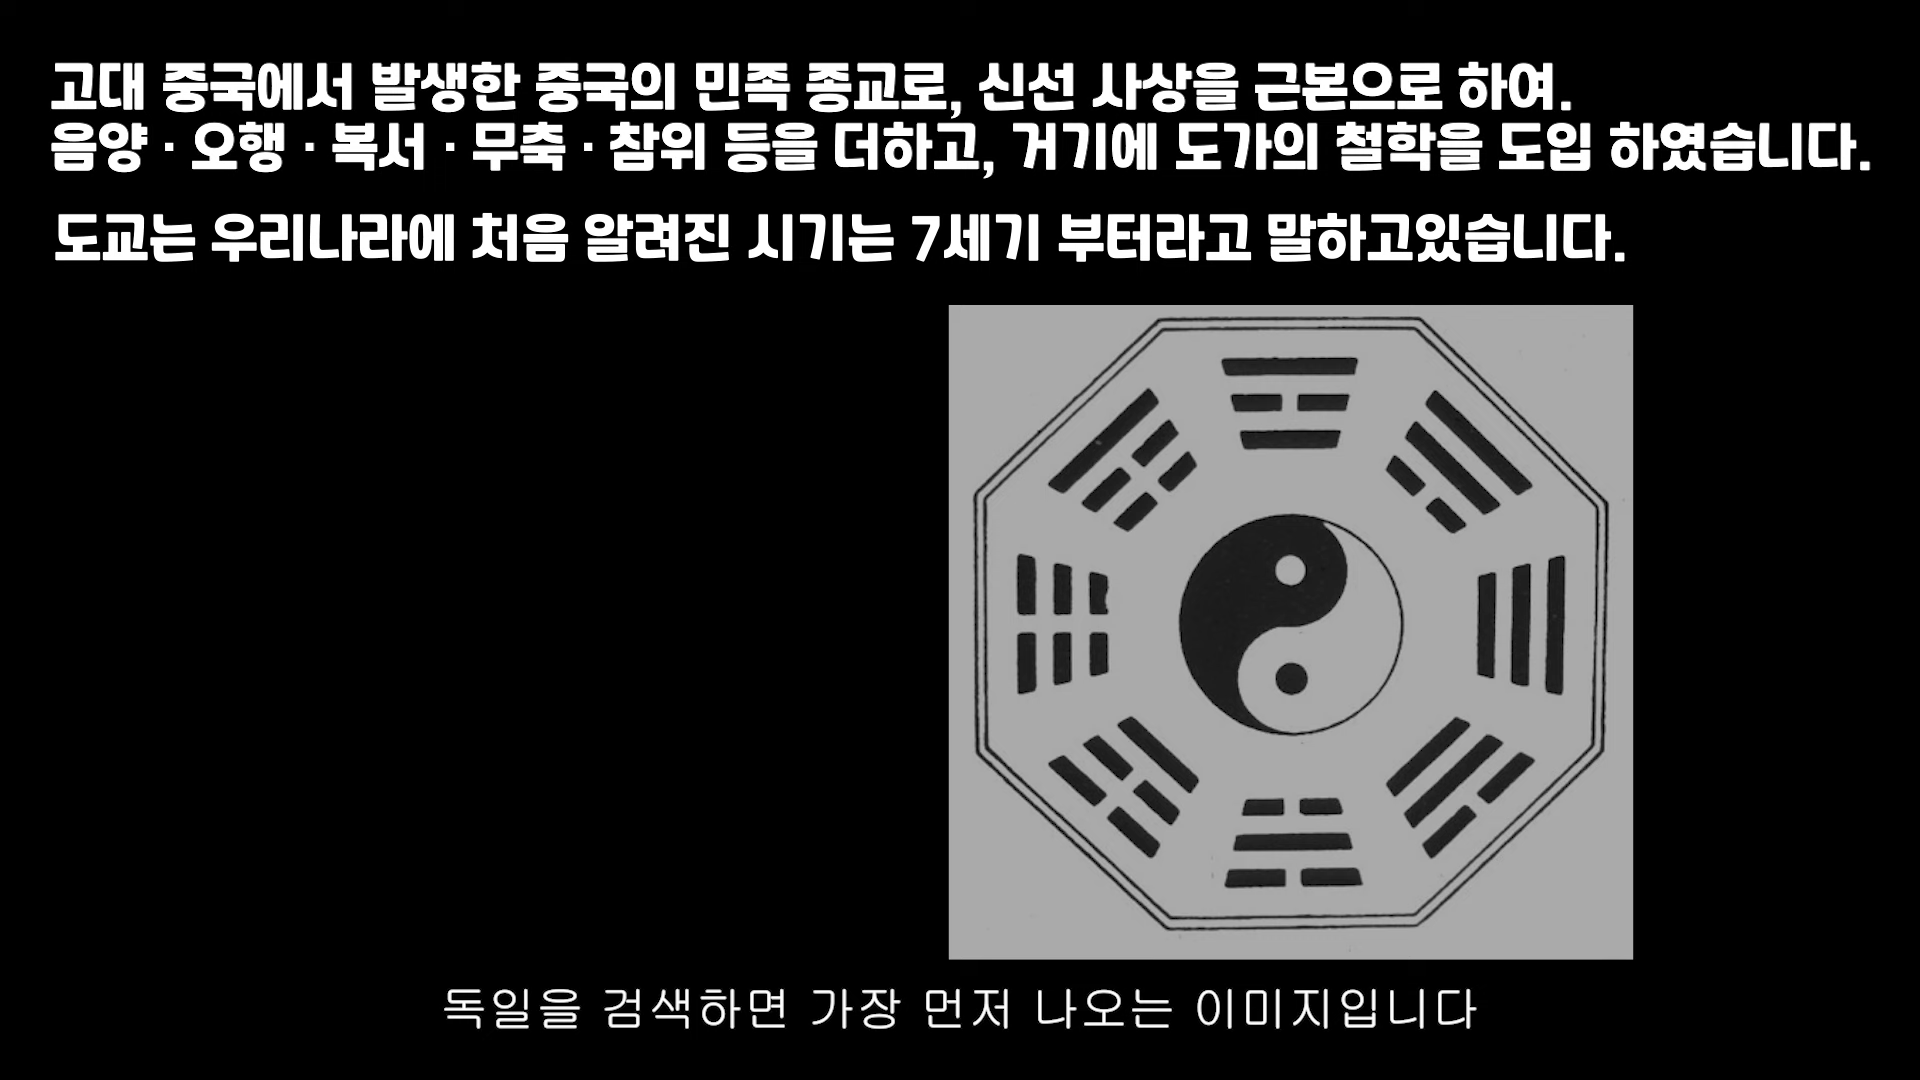 고대 중국에서 발생한 중국의 민족 종교로, 신선 사상을 근본으로 하여.
음양 · 오행 · 복서 · 무축 · 참위 등을 더하고, 거기에 도가의 철학을 도입 하였습니다.
도교는 우리나라에 처음 알려진 시기는 7세기 부터라고 말하고있습니다.
독일을 검색하면 가장 먼저 나오는 이미지입니다